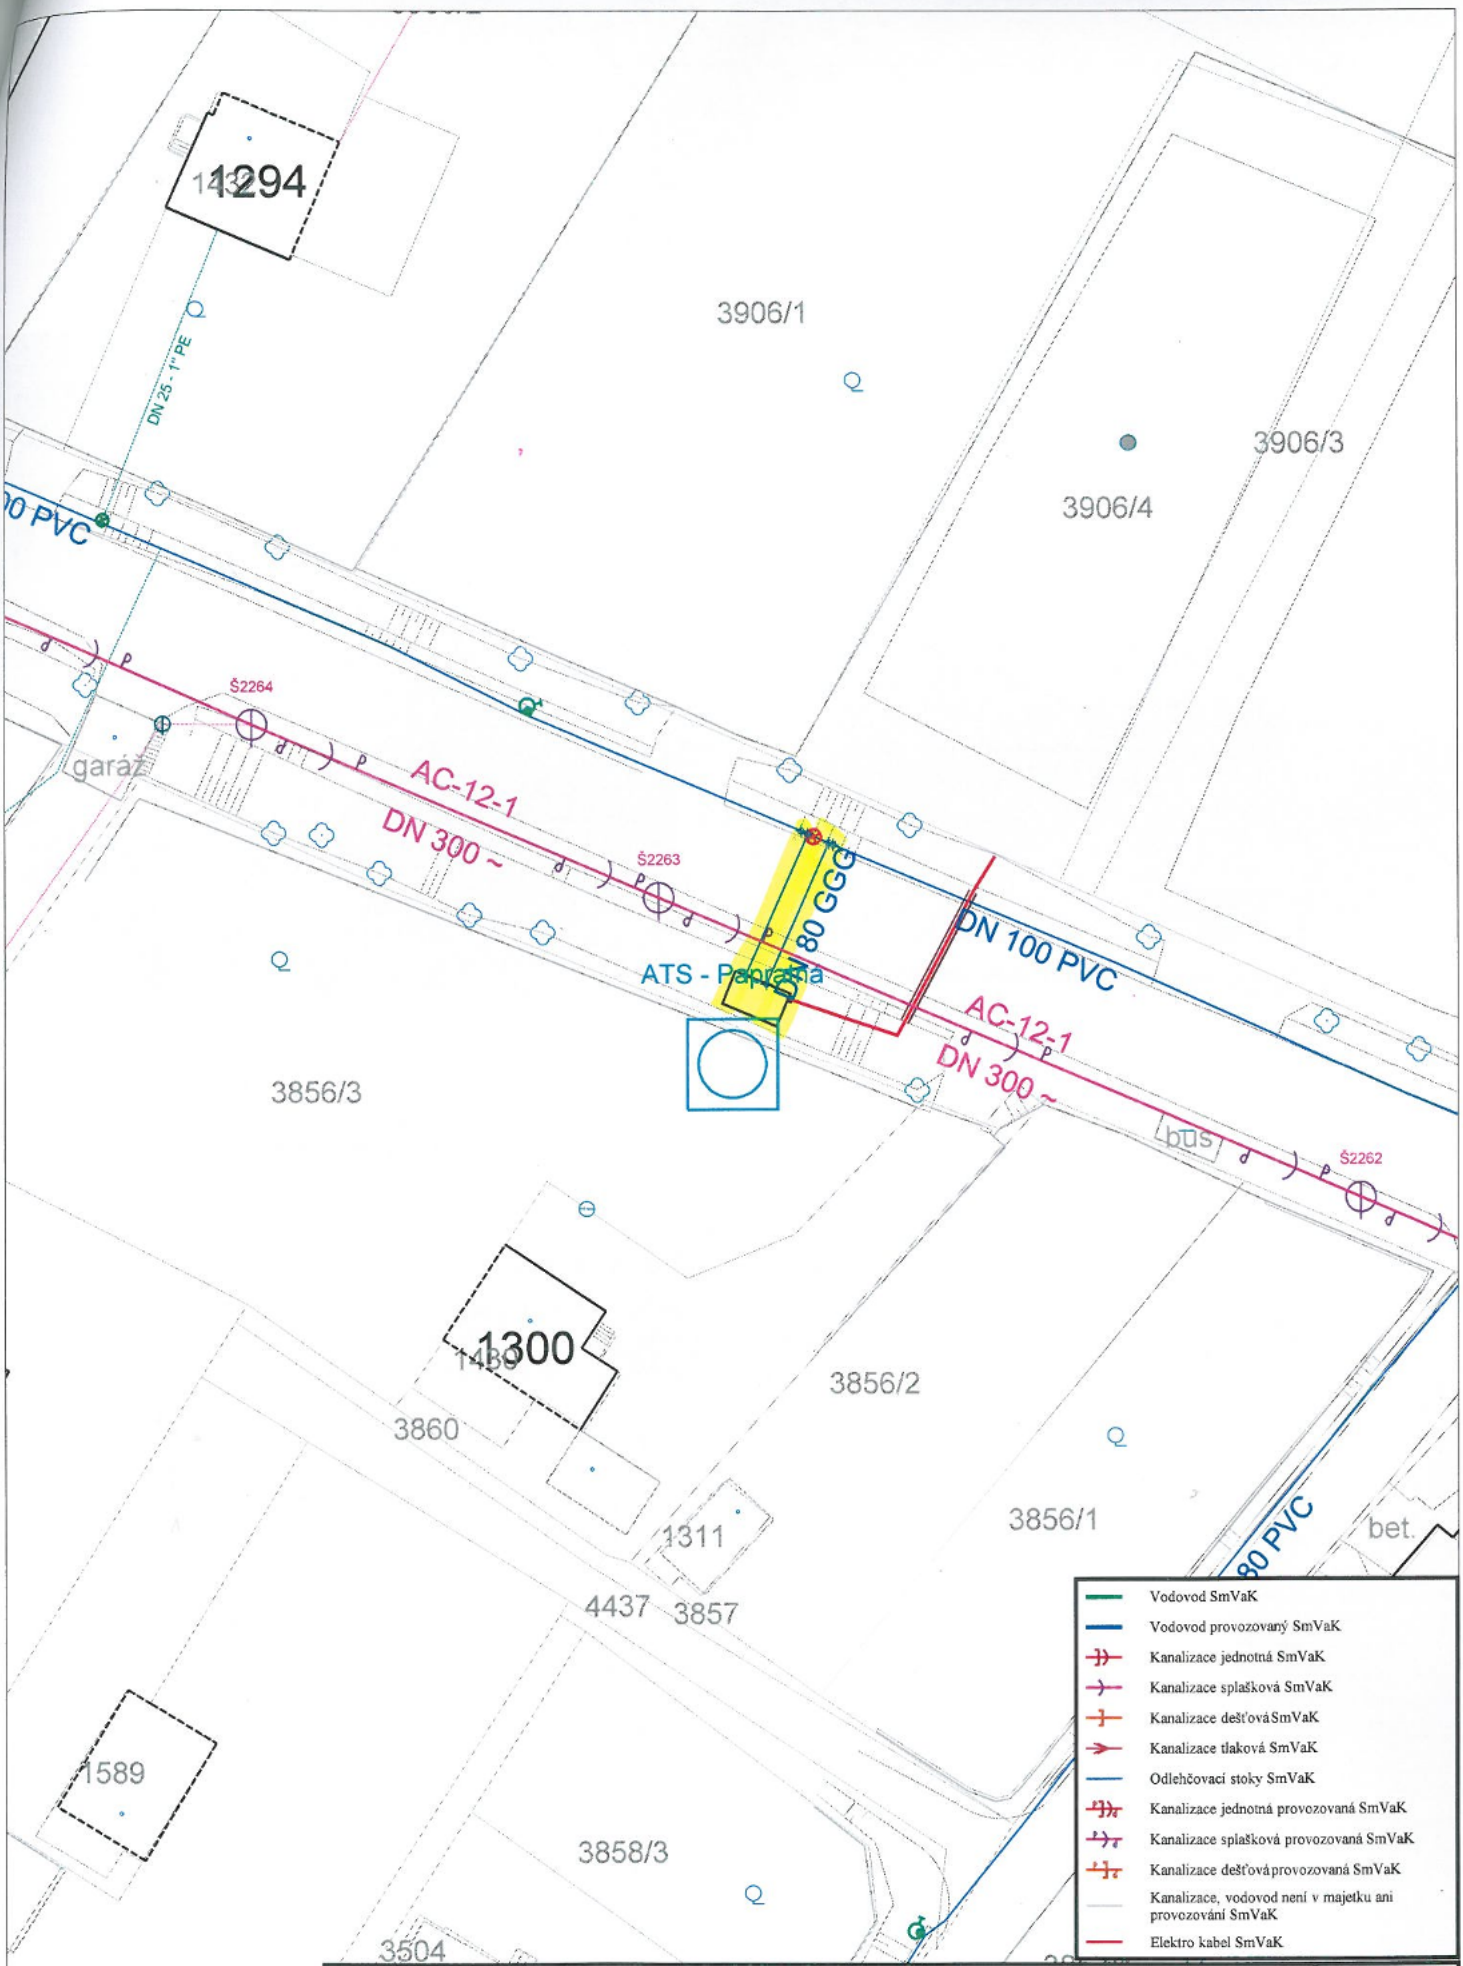 1294
3906/1
DN 25 - 1" PE
3906/3
3906/4
00 PVC
Š2264
garáž
AC-12-1
DN 300 ~
Š2263
DN 80 GGG
DN 100 PVC
ATS - Papratná
AC-12-1
DN 300 ~
3856/3
bus
Š2262
1300
3856/2
3860
3856/1
80 PVC
bet.
1311
4437
3857
1589
3858/3
3504
Vodovod SmVaK
Vodovod provozovaný SmVaK
Kanalizace jednotná SmVaK
Kanalizace splašková SmVaK
Kanalizace dešťová SmVaK
Kanalizace tlaková SmVaK
Odlehčovací stoky SmVaK
Kanalizace jednotná provozovaná SmVaK
Kanalizace splašková provozovaná SmVaK
Kanalizace dešťová provozovaná SmVaK
Kanalizace, vodovod není v majetku ani
provozování SmVaK
Elektro kabel SmVaK